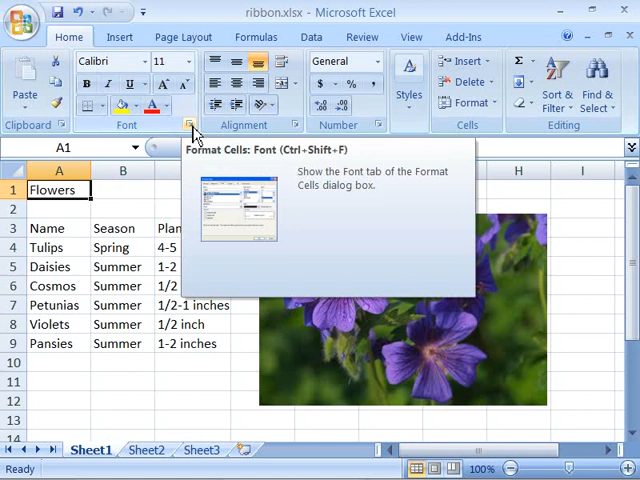 ribbon.xlsx - Microsoft Excel
Home Insert Page Layout Formulas Data Review View Add-Ins
Calibri 11 General Insert
B I U A A $ % , Delete
Paste A Styles Format Sort & Filter Find & Select
Clipboard Font Alignment Number Cells Editing
A1
Format Cells: Font (Ctrl+Shift+F)
Show the Font tab of the Format
Cells dialog box.
A B H I
1 Flowers
2
3 Name Season Plan
4 Tulips Spring 4-5
5 Daisies Summer 1-2
6 Cosmos Summer 1/2
7 Petunias Summer 1/2-1 inches
8 Violets Summer 1/2 inch
9 Pansies Summer 1-2 inches
10
11
12
13
14
Sheet1 Sheet2 Sheet3
Ready 100%